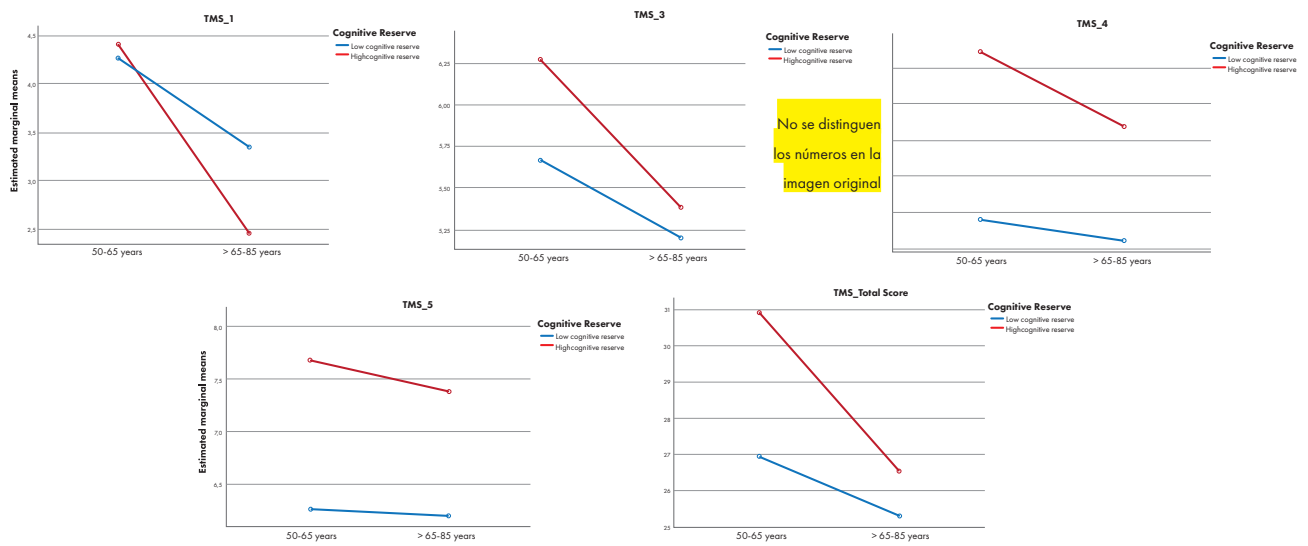 TMS_1
Cognitive Reserve
Low cognitive reserve
Highcognitive reserve
Estimated marginal means
4,5
4,0
3,5
3,0
2,5
50-65 years
> 65-85 years
TMS_3
Cognitive Reserve
Low cognitive reserve
Highcognitive reserve
6,25
6,00
5,75
5,50
5,25
50-65 years
> 65-85 years
No se distinguen
los números en la
imagen original
TMS_4
Cognitive Reserve
Low cognitive reserve
Highcognitive reserve
50-65 years
> 65-85 years
TMS_5
Cognitive Reserve
Low cognitive reserve
Highcognitive reserve
Estimated marginal means
8,0
7,5
7,0
6,5
50-65 years
> 65-85 years
TMS_Total Score
Cognitive Reserve
Low cognitive reserve
Highcognitive reserve
31
30
29
28
27
26
25
50-65 years
> 65-85 years